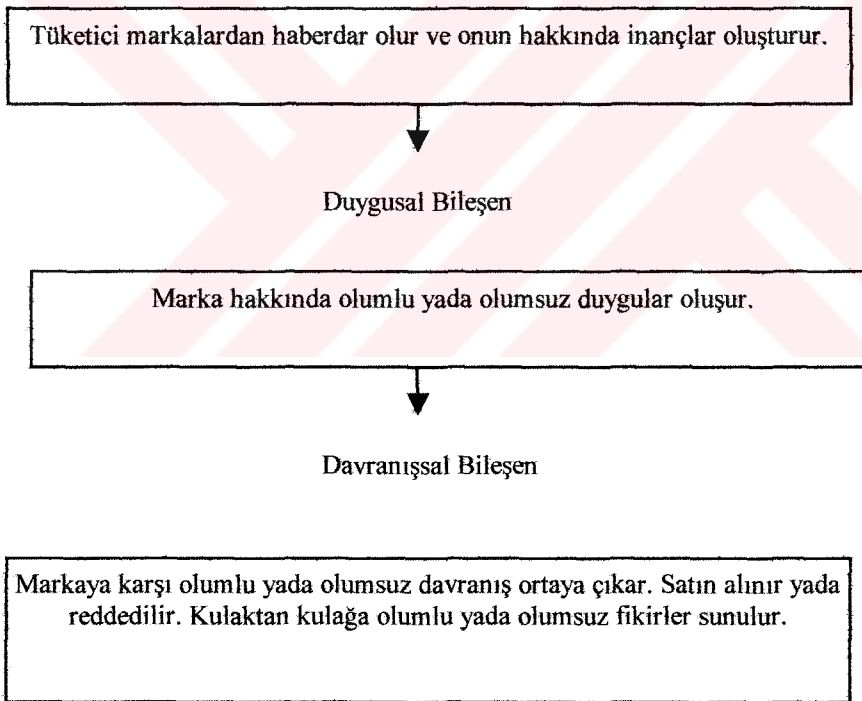 Tüketici markalardan haberdar olur ve onun hakkında inançlar oluşturur.
Duygusal Bileşen
Marka hakkında olumlu yada olumsuz duygular oluşur.
Davranışsal Bileşen
Markaya karşı olumlu yada olumsuz davranış ortaya çıkar. Satın alınır yada
reddedilir. Kulaktan kulağa olumlu yada olumsuz fikirler sunulur.